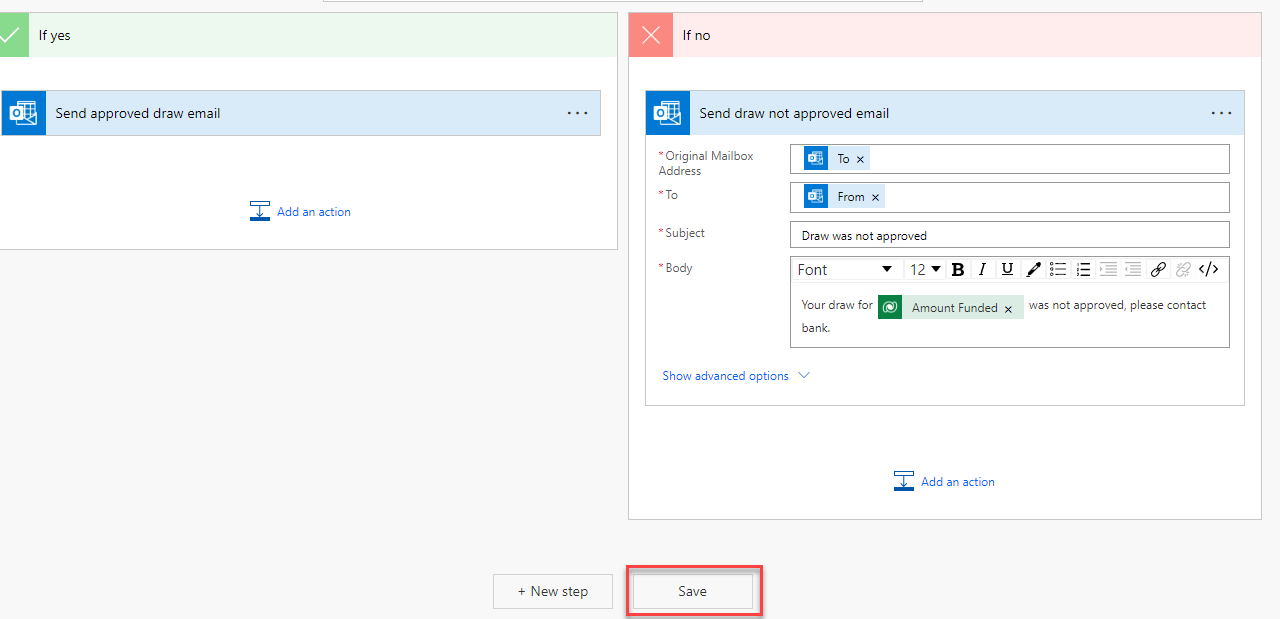 If yes
Send approved draw email
...
Add an action
If no
Send draw not approved email
...
*Original Mailbox
Address
To ×
*To
From ×
*Subject
Draw was not approved
*Body
Font
12 B I U </>
Your draw for Amount Funded × was not approved, please contact
bank.
Show advanced options
Add an action
+ New step
Save